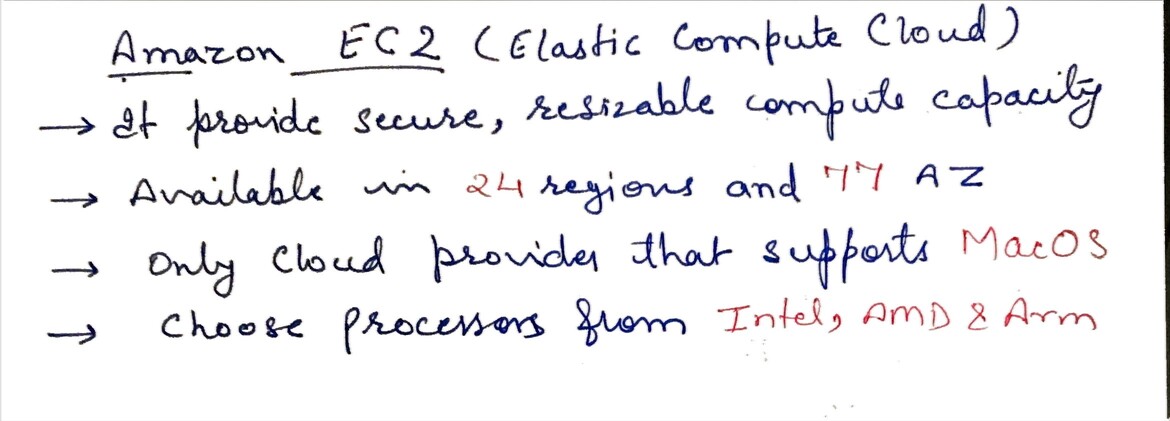 Amazon EC2 (Elastic Compute Cloud)
→ It provide secure, resizable compute capacity
→ Available in 24 regions and 77 AZ
→ Only Cloud provider that supports MacOS
→ Choose processors from Intel, AMD & Arm